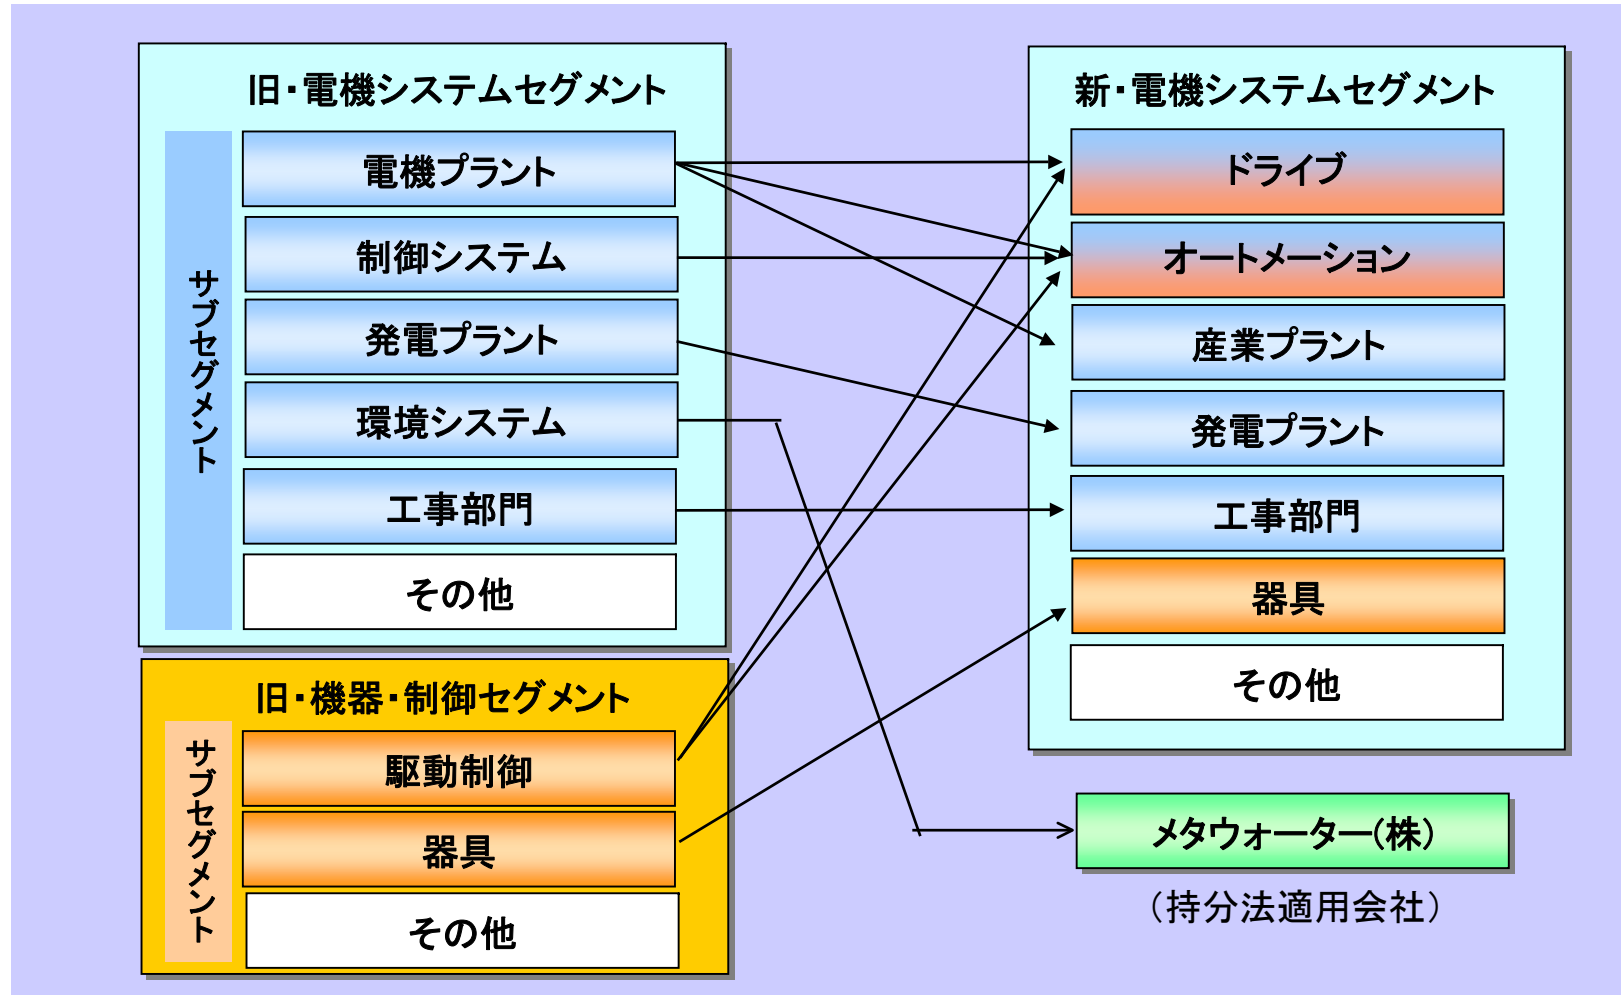 旧・電機システムセグメント
サブセグメント
電機プラント
制御システム
発電プラント
環境システム
工事部門
その他
旧・機器・制御セグメント
サブセグメント
駆動制御
器具
その他
新・電機システムセグメント
ドライブ
オートメーション
産業プラント
発電プラント
工事部門
器具
その他
メタウォーター(株)
（持分法適用会社）